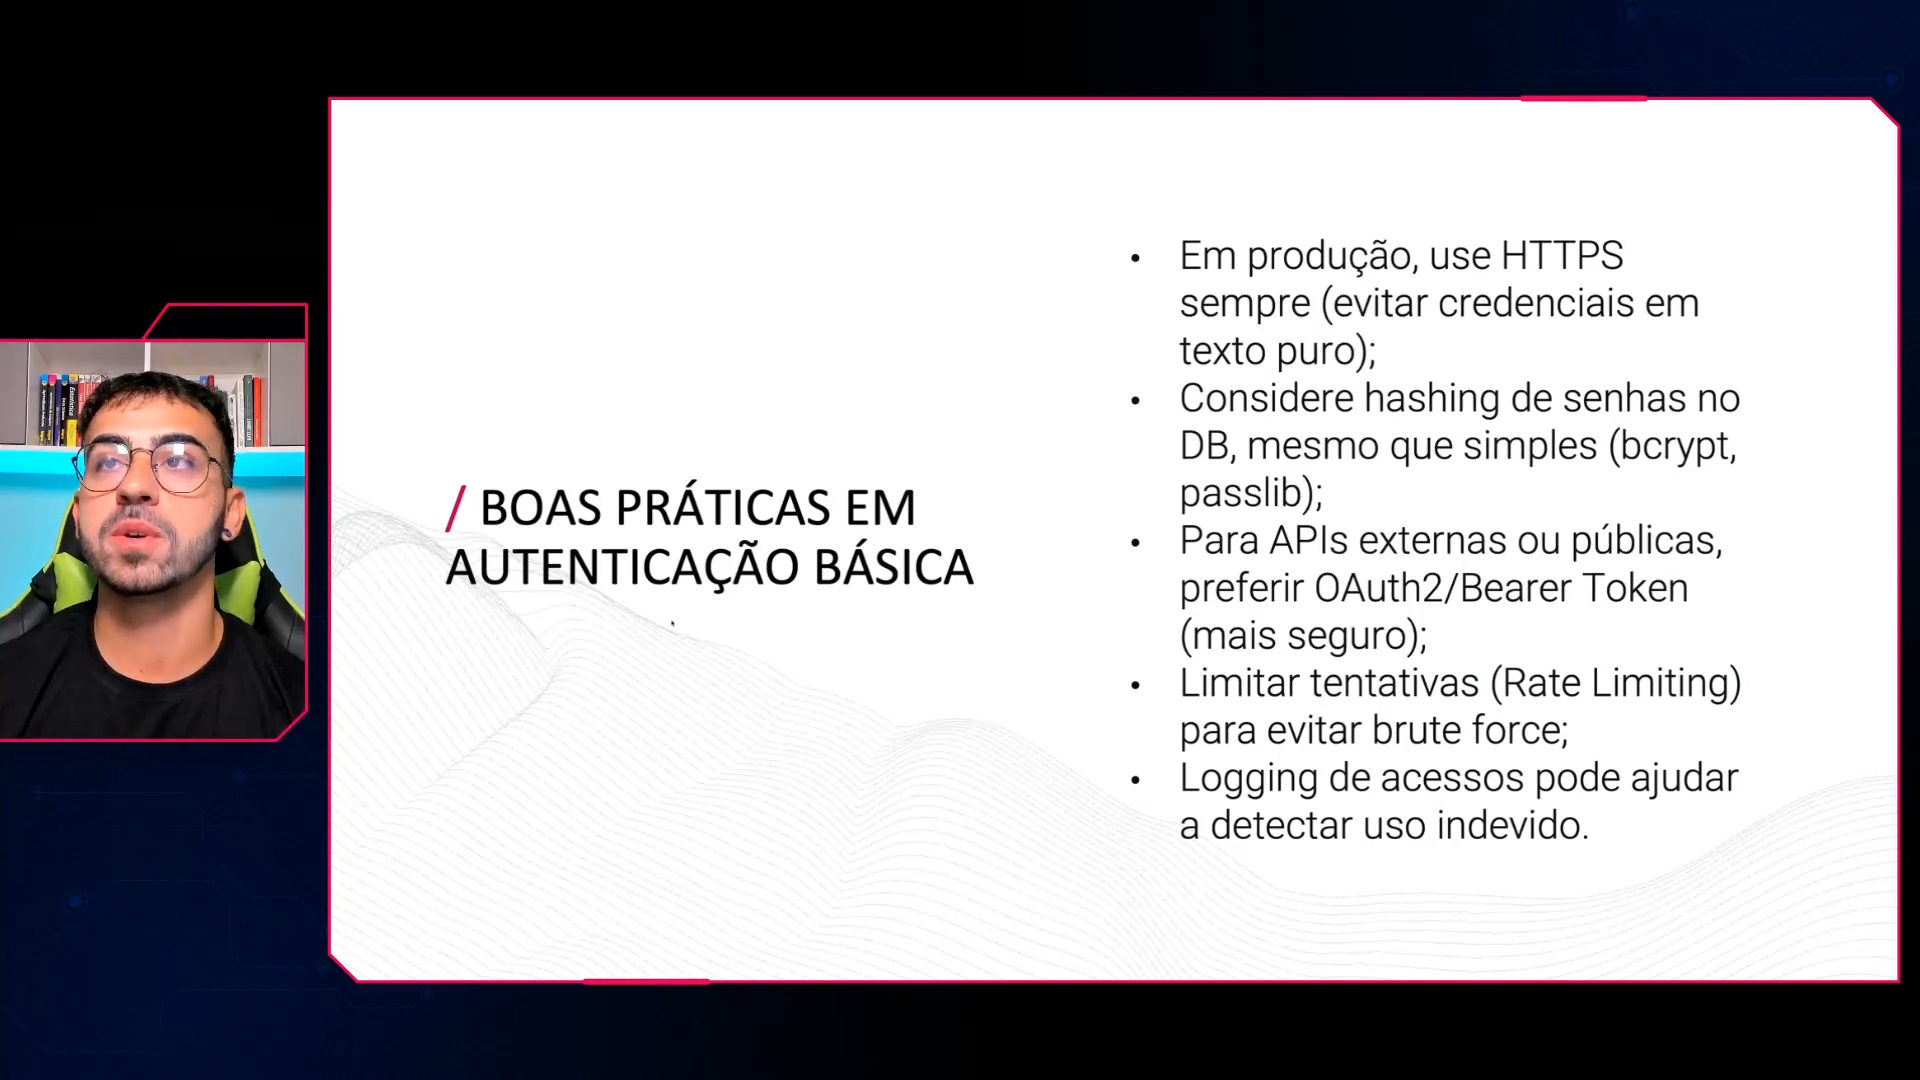 / BOAS PRÁTICAS EM
AUTENTICAÇÃO BÁSICA
• Em produção, use HTTPS
sempre (evitar credenciais em
texto puro);
• Considere hashing de senhas no
DB, mesmo que simples (bcrypt,
passlib);
• Para APIs externas ou públicas,
preferir OAuth2/Bearer Token
(mais seguro);
• Limitar tentativas (Rate Limiting)
para evitar brute force;
• Logging de acessos pode ajudar
a detectar uso indevido.